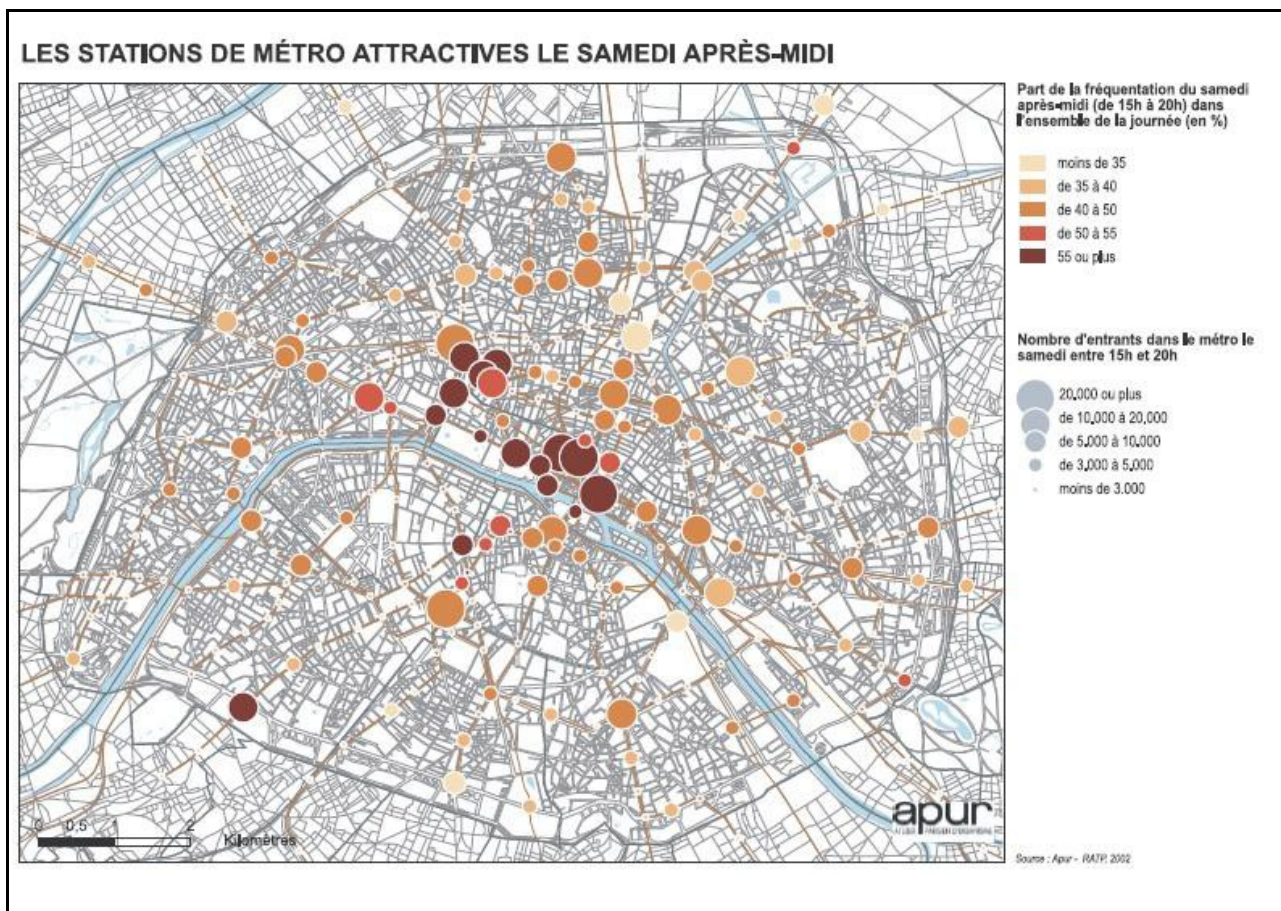 LES STATIONS DE MÉTRO ATTRACTIVES LE SAMEDI APRÈS-MIDI
Part de la fréquentation du samedi
après-midi (de 15h à 20h) dans
l'ensemble de la journée (en %)
moins de 35
de 35 à 40
de 40 à 50
de 50 à 55
55 ou plus
Nombre d'entrants dans le métro le
samedi entre 15h et 20h
20.000 ou plus
de 10.000 à 20.000
de 5.000 à 10.000
de 3.000 à 5.000
moins de 3.000
apur
ATELIER PARISIEN D'URBANISME
0 0,5 1 2
Kilomètres
Source : Apur - RATP, 2002